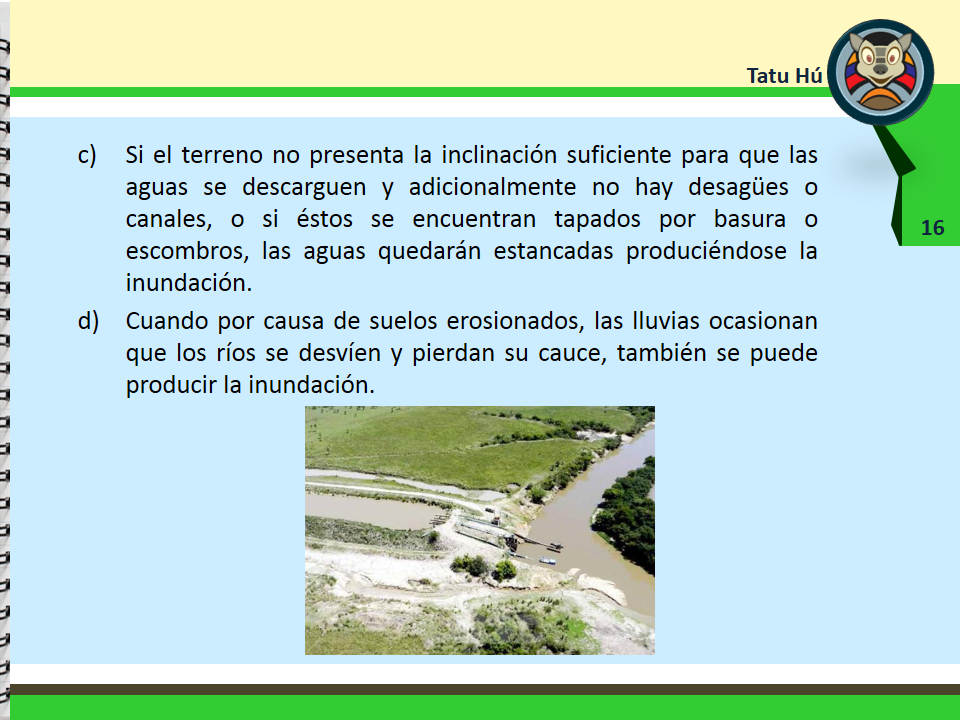 Tatu Hú
c) Si el terreno no presenta la inclinación suficiente para que las
aguas se descarguen y adicionalmente no hay desagües o
canales, o si éstos se encuentran tapados por basura o
escombros, las aguas quedarán estancadas produciéndose la
inundación.
d) Cuando por causa de suelos erosionados, las lluvias ocasionan
que los ríos se desvíen y pierdan su cauce, también se puede
producir la inundación.
16